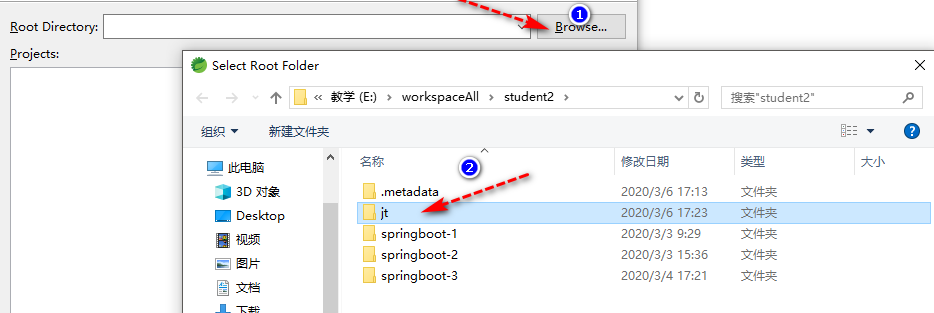 1
Root Directory:
Browse...
Projects:
Select Root Folder
« 教学 (E:) › workspaceAll › student2 ›
搜索"student2"
组织
新建文件夹
名称
修改日期
类型
大小
2
此电脑
3D 对象
Desktop
视频
图片
文档
下载
.metadata 2020/3/6 17:13 文件夹
jt 2020/3/6 17:23 文件夹
springboot-1 2020/3/3 9:29 文件夹
springboot-2 2020/3/3 15:36 文件夹
springboot-3 2020/3/4 17:21 文件夹